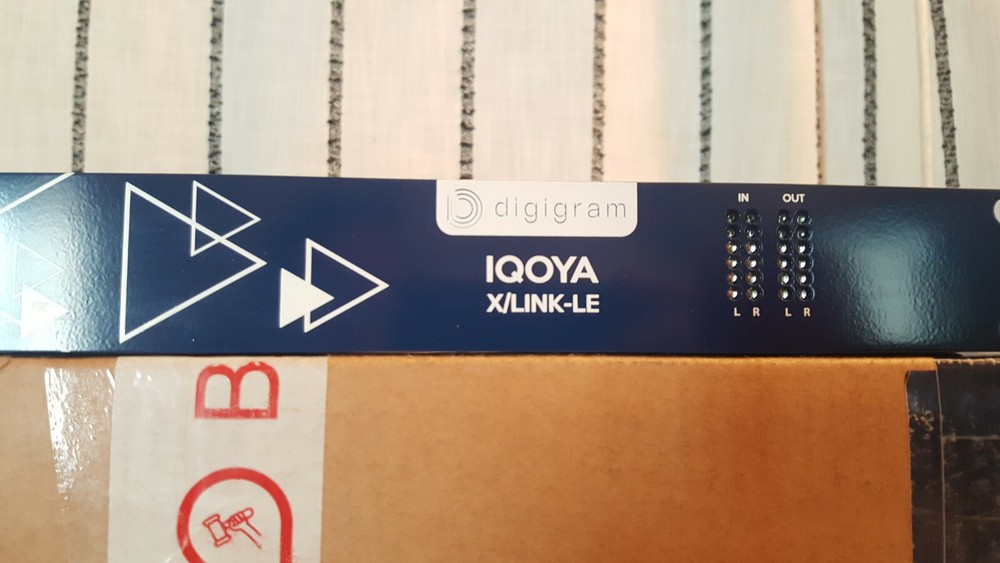 digigram
IQOYA
X/LINK-LE
IN OUT
L R L R
B